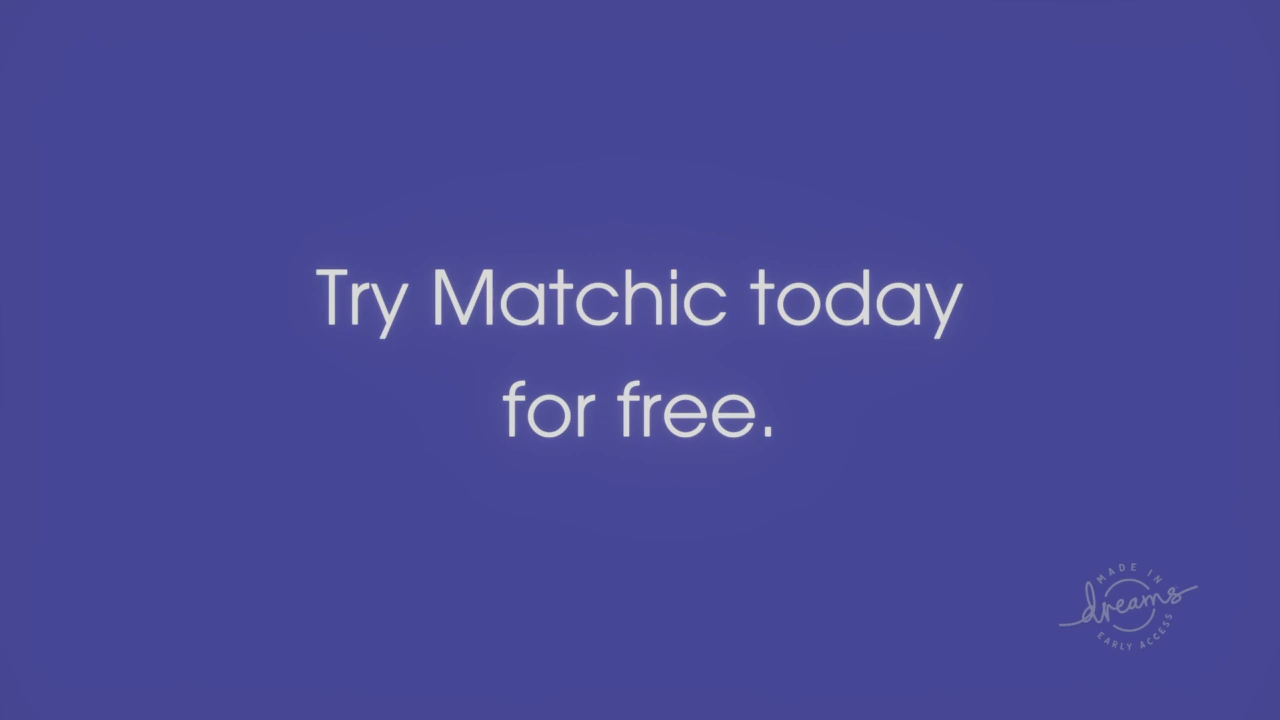 Try Matchic today
for free.
MADE IN
dreams
EARLY ACCESS